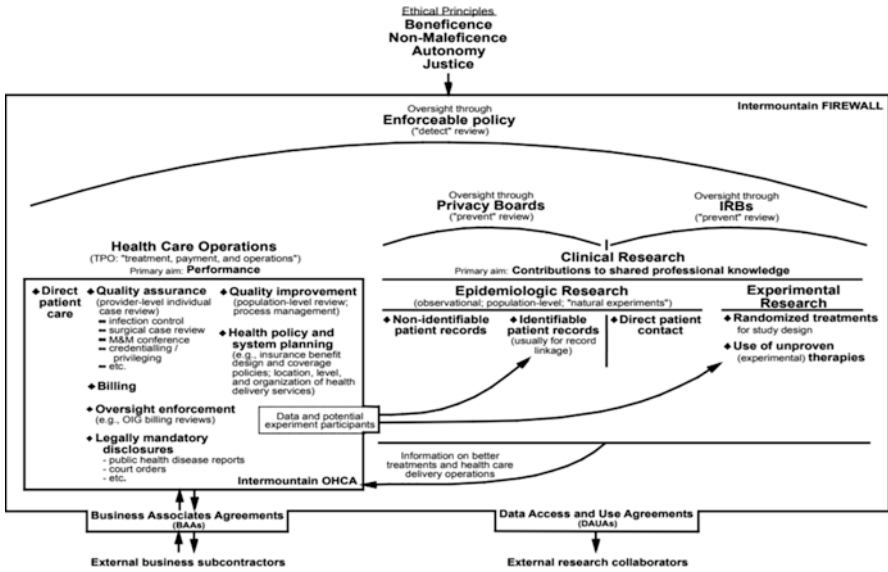 Ethical Principles
Beneficence
Non-Maleficence
Autonomy
Justice
Intermountain FIREWALL
Oversight through
Enforceable policy
("detect" review)
Oversight through
Privacy Boards
("prevent" review)
Oversight through
IRBs
("prevent" review)
Health Care Operations
(TPO: "treatment, payment, and operations")
Primary aim: Performance
Clinical Research
Primary aim: Contributions to shared professional knowledge
◆ Direct
patient
care
◆ Quality assurance
(provider-level individual
case review)
– infection control
– surgical case review
– M&M conference
– credentialling /
privileging
– etc.
◆ Billing
◆ Oversight enforcement
(e.g., OIG billing reviews)
◆ Legally mandatory
disclosures
- public health disease reports
- court orders
- etc.
◆ Quality improvement
(population-level review;
process management)
◆ Health policy and
system planning
(e.g., insurance benefit
design and coverage
policies; location, level,
and organization of health
delivery services)
Data and potential
experiment participants
Intermountain OHCA
Epidemiologic Research
(observational; population-level; "natural experiments")
◆ Non-identifiable
patient records
◆ Identifiable
patient records
(usually for record
linkage)
◆ Direct patient
contact
Experimental
Research
◆ Randomized treatments
for study design
◆ Use of unproven
(experimental) therapies
Information on better
treatments and health care
delivery operations
Business Associates Agreements
(BAAs)
External business subcontractors
Data Access and Use Agreements
(DAUAs)
External research collaborators